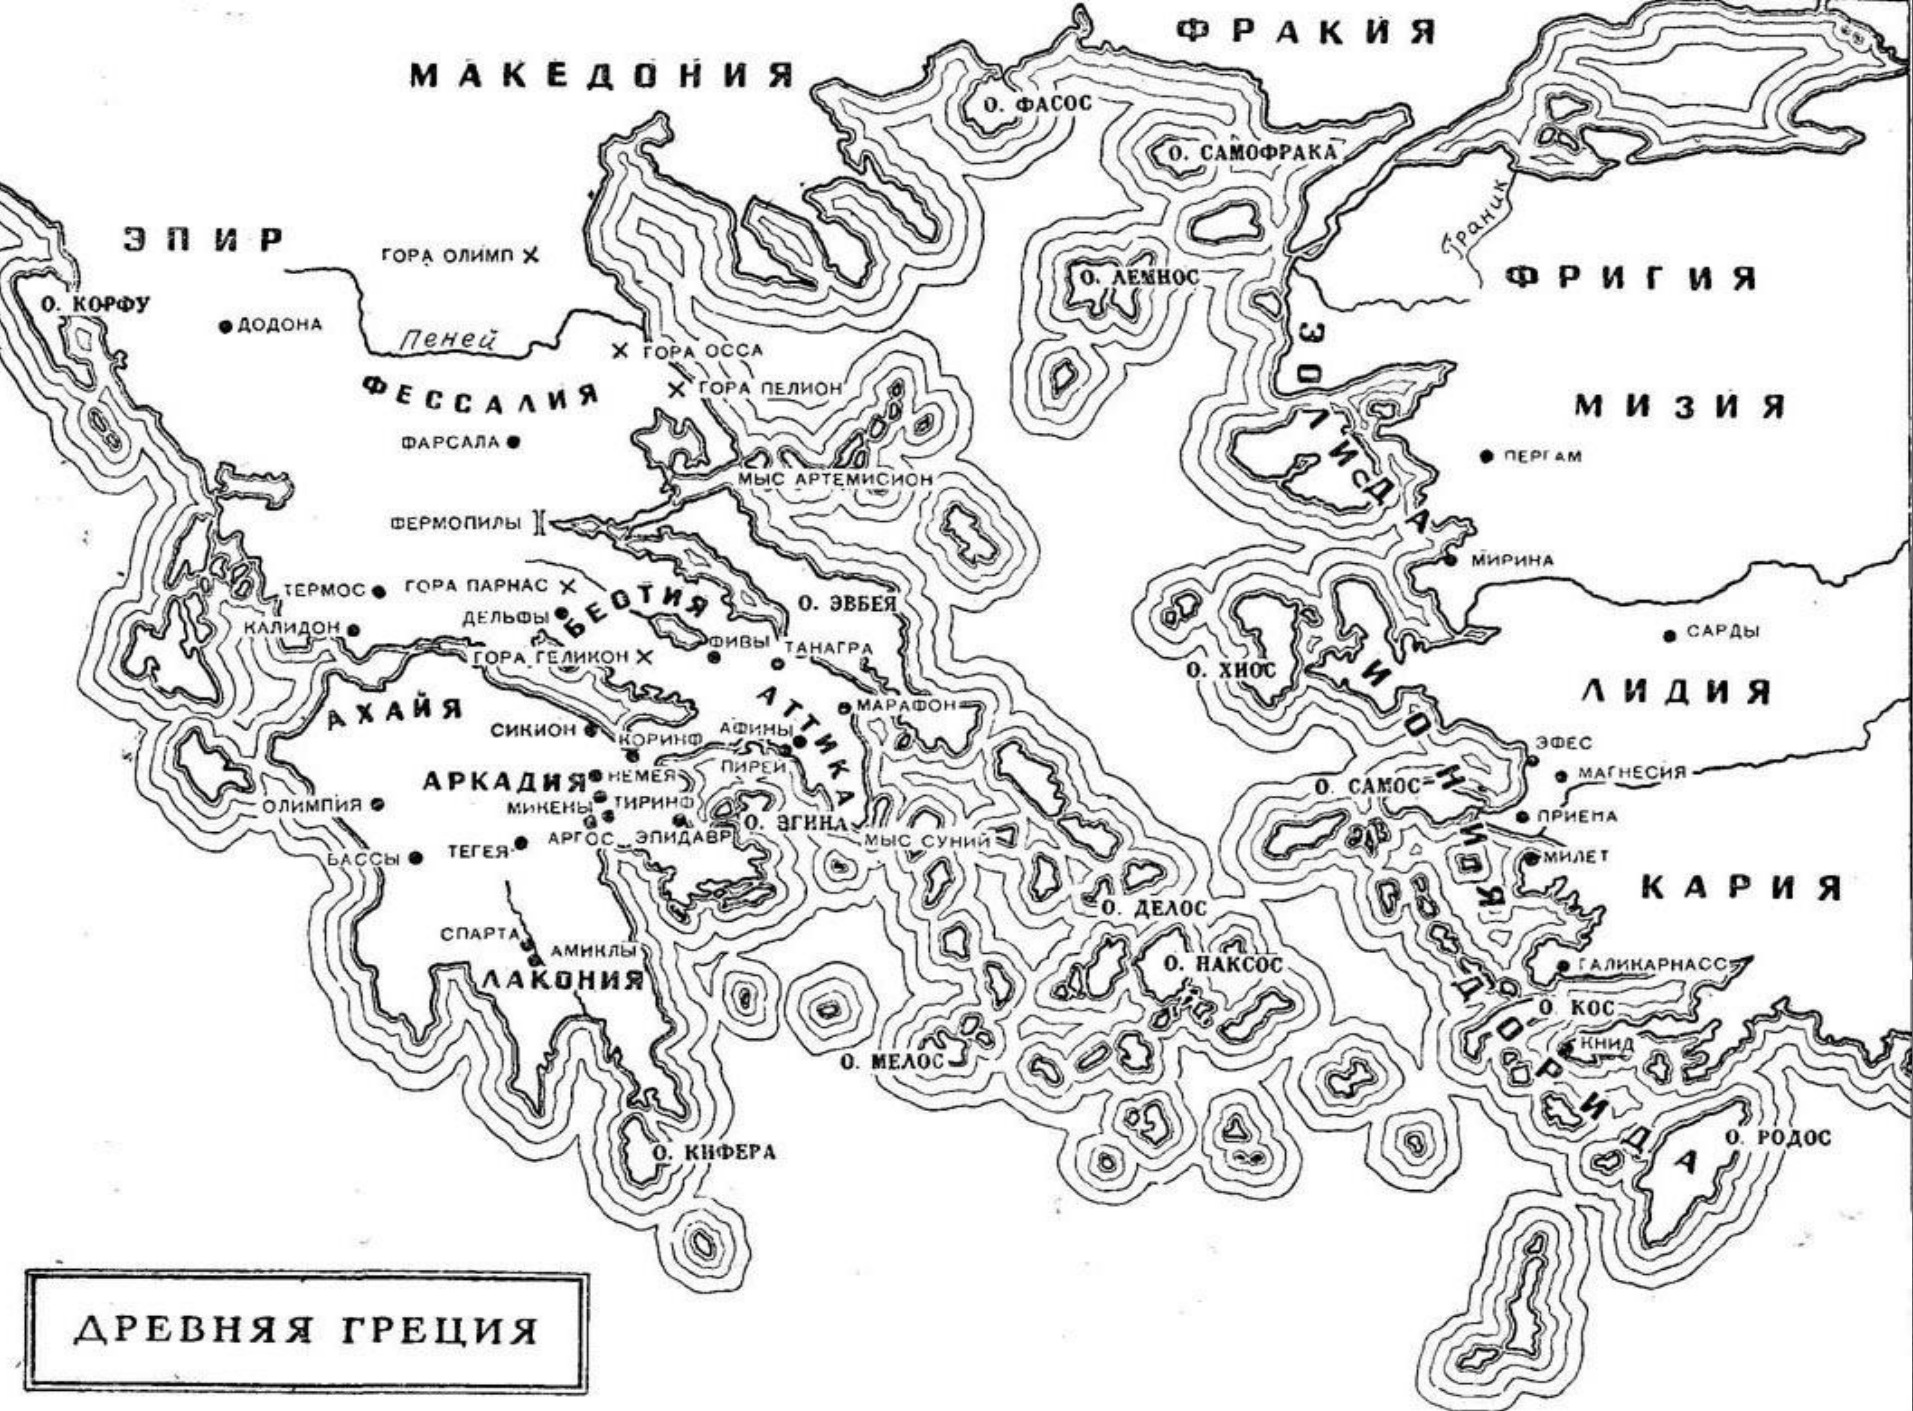 ФРАКИЯ
МАКЕДОНИЯ
О. ФАСОС
О. САМОФРАКА
Граник
ЭПИР
ГОРА ОЛИМП
О. ЛЕМНОС
ФРИГИЯ
О. КОРФУ
ДОДОНА
Пеней
ГОРА ОССА
ЭОЛИДА
ФЕССАЛИЯ
ГОРА ПЕЛИОН
МИЗИЯ
ФАРСАЛА
ПЕРГАМ
МЫС АРТЕМИСИОН
ФЕРМОПИЛЫ
МИРИНА
ТЕРМОС
ГОРА ПАРНАС
БЕОТИЯ
О. ЭВБЕЯ
ДЕЛЬФЫ
КАЛИДОН
ФИВЫ
ТАНАГРА
САРДЫ
ГОРА ГЕЛИКОН
О. ХИОС
ИОНИЯ
ЛИДИЯ
АХАЙЯ
АТТИКА
МАРАФОН
СИКИОН
КОРИНФ
АФИНЫ
ЭФЕС
ПИРЕЙ
МАГНЕСИЯ
АРКАДИЯ
НЕМЕЯ
О. САМОС
ОЛИМПИЯ
МИКЕНЫ
ТИРИНФ
ПРИЕНА
О. ЭГИНА
АРГОС
ЭПИДАВР
МЫС СУНИЙ
БАССЫ
ТЕГЕЯ
МИЛЕТ
КАРИЯ
О. ДЕЛОС
СПАРТА
АМИКЛЫ
О. НАКСОС
ГАЛИКАРНАСС
ЛАКОНИЯ
ДОРИДА
О. КОС
О. МЕЛОС
КНИД
О. РОДОС
О. КИФЕРА
ДРЕВНЯЯ ГРЕЦИЯ